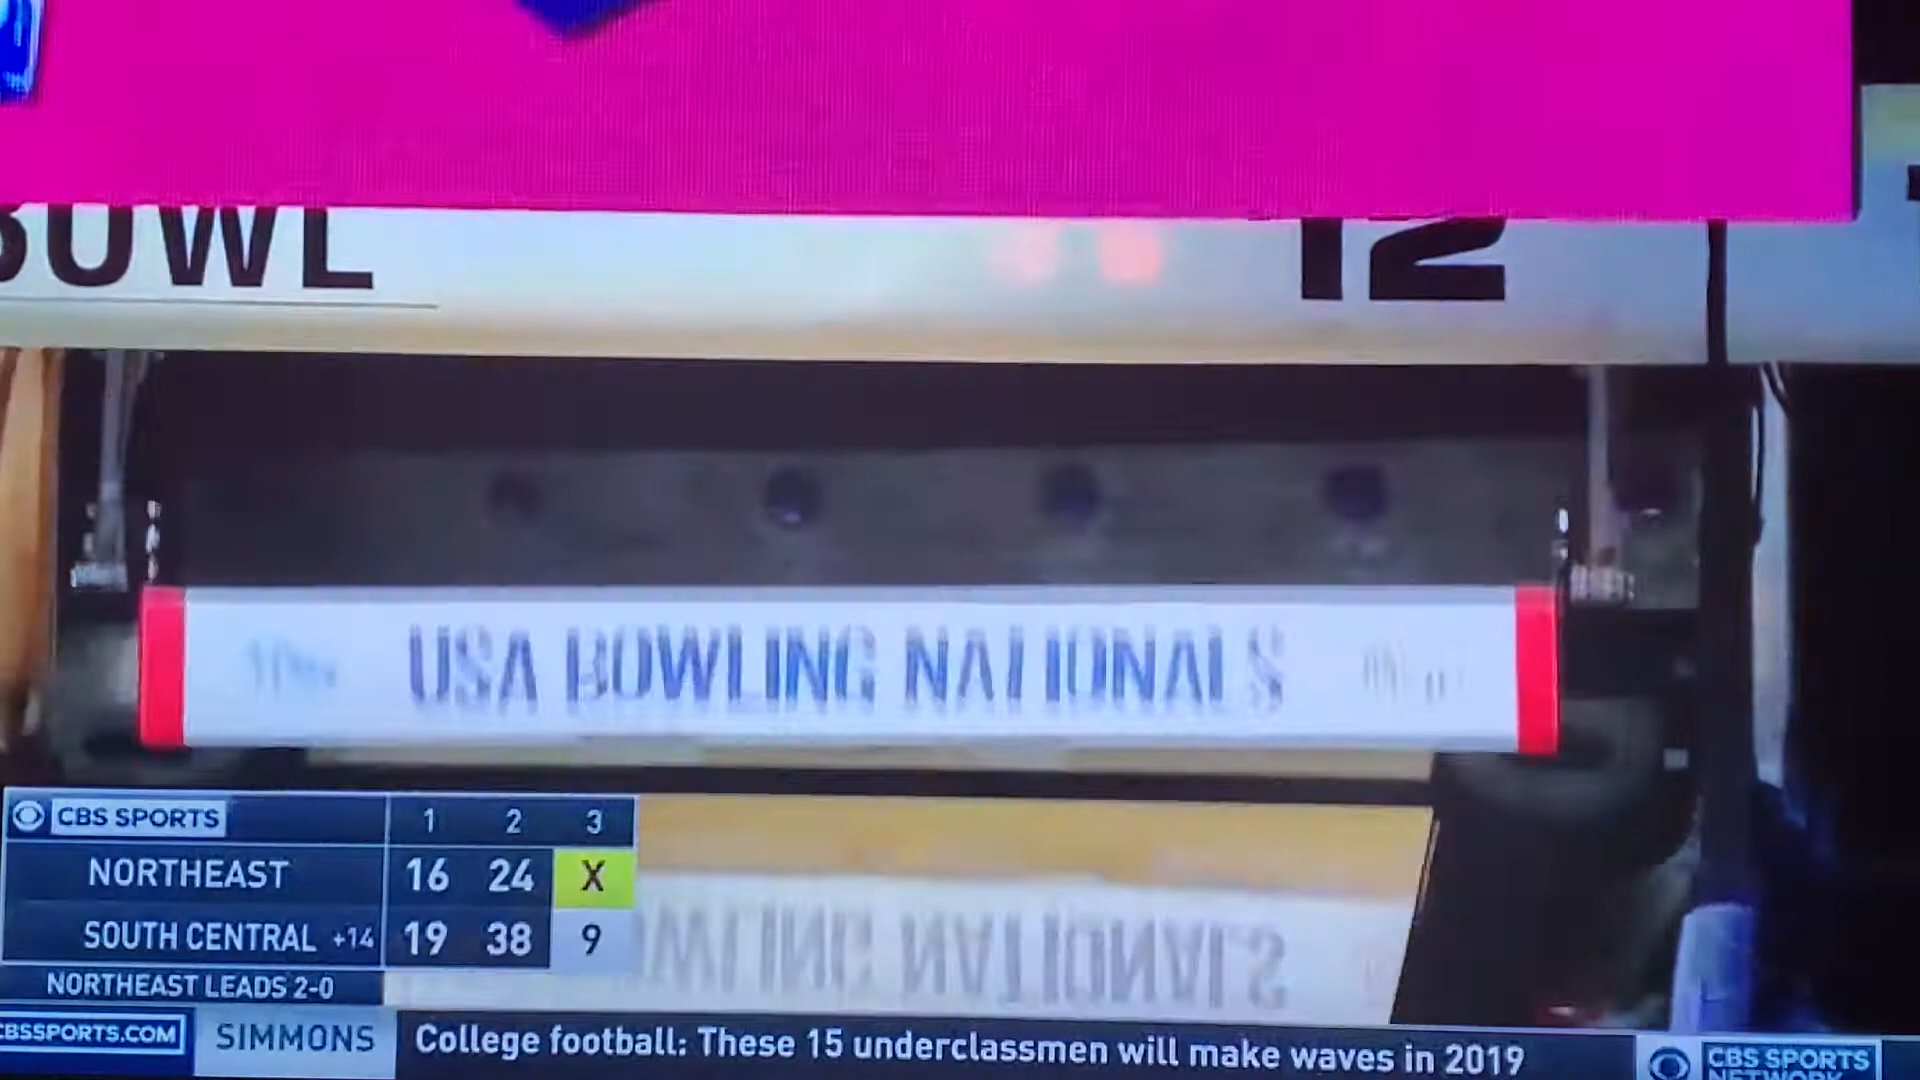 BOWL
12
USA BOWLING NATIONALS
CBS SPORTS 1 2 3
NORTHEAST 16 24 X
SOUTH CENTRAL +14 19 38 9
NORTHEAST LEADS 2-0
CBSSPORTS.COM SIMMONS College football: These 15 underclassmen will make waves in 2019
CBS SPORTS
NETWORK